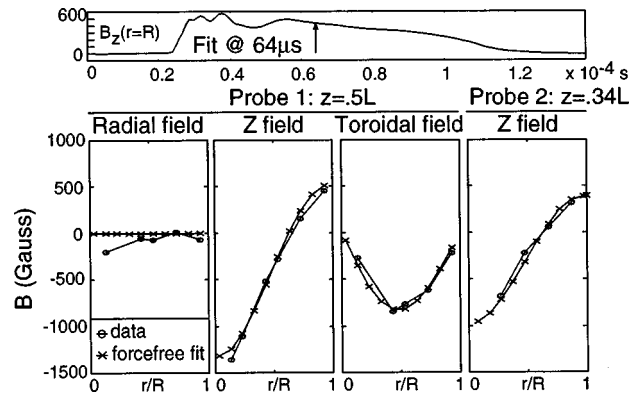 600
B_z(r=R)
Fit @ 64μs
0
0 0.2 0.4 0.6 0.8 1 1.2 x 10^-4 s
Probe 1: z=.5L Probe 2: z=.34L
Radial field Z field Toroidal field Z field
1000
500
0
-500
-1000
-1500
B (Gauss)
data
forcefree fit
0 r/R 1 0 r/R 1 0 r/R 1 0 r/R 1